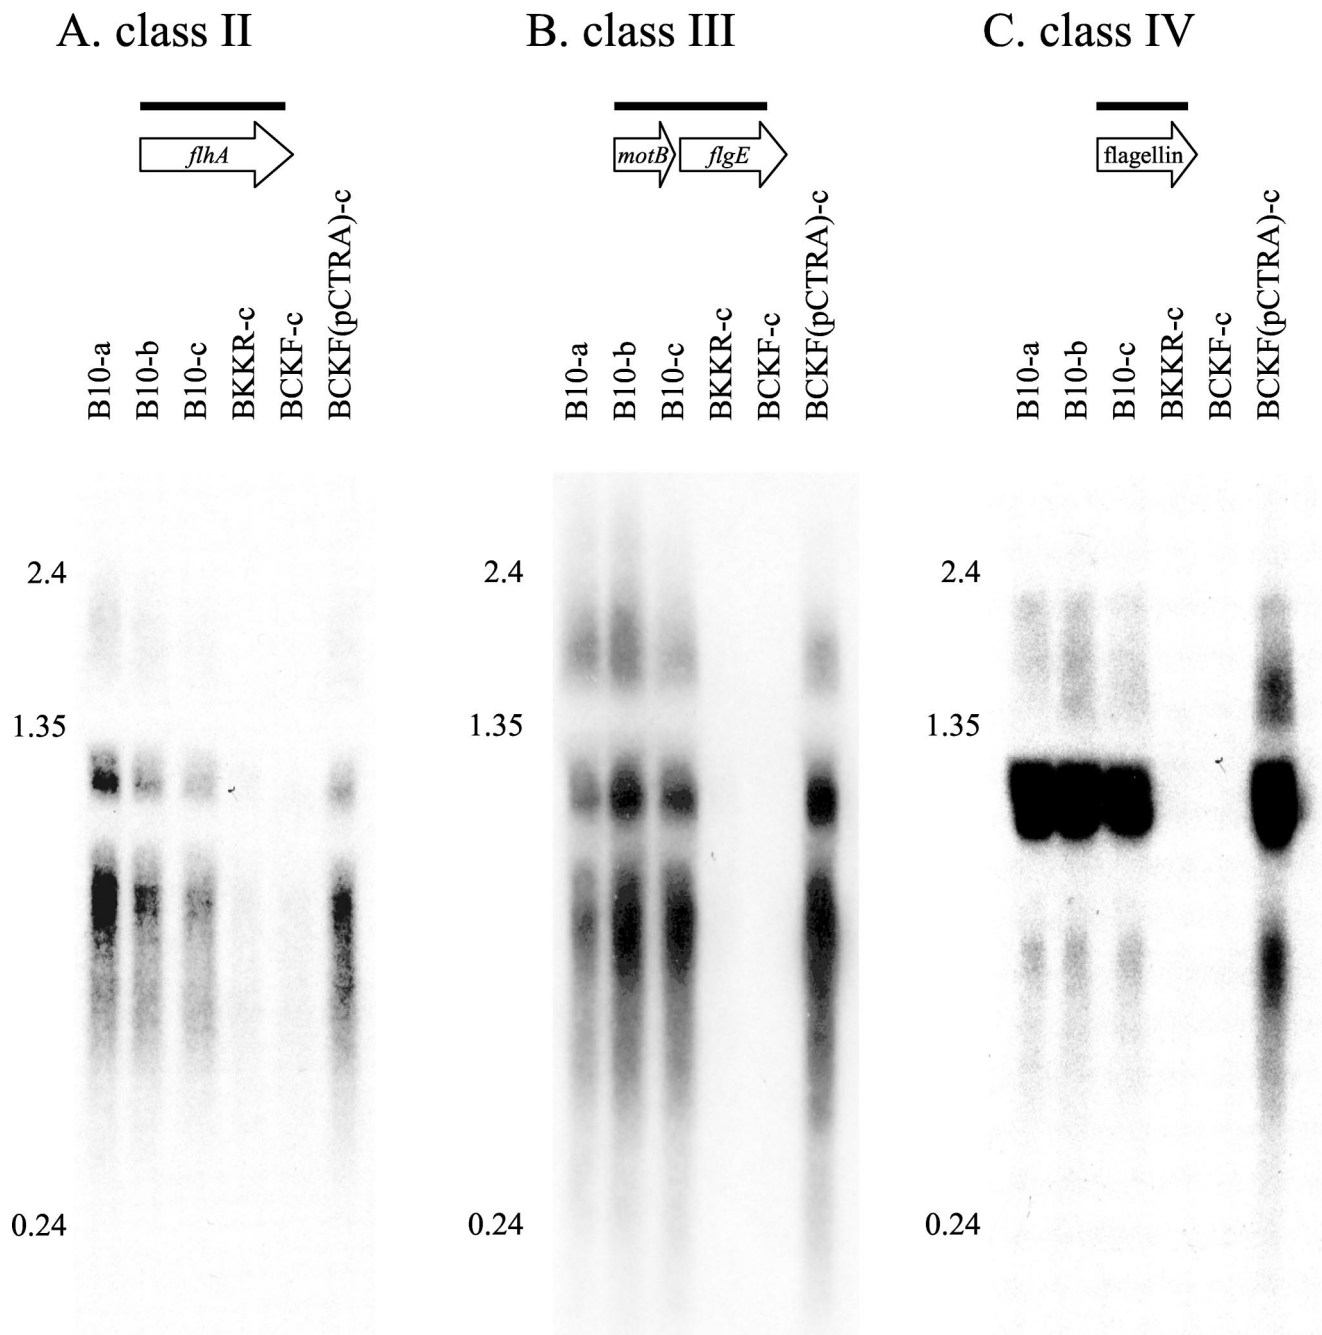 A. class II
flhA
B10-a
B10-b
B10-c
BKKR-c
BCKF-c
BCKF(pCTRA)-c
2.4
1.35
0.24
B. class III
motB
flgE
B10-a
B10-b
B10-c
BKKR-c
BCKF-c
BCKF(pCTRA)-c
2.4
1.35
0.24
C. class IV
flagellin
B10-a
B10-b
B10-c
BKKR-c
BCKF-c
BCKF(pCTRA)-c
2.4
1.35
0.24